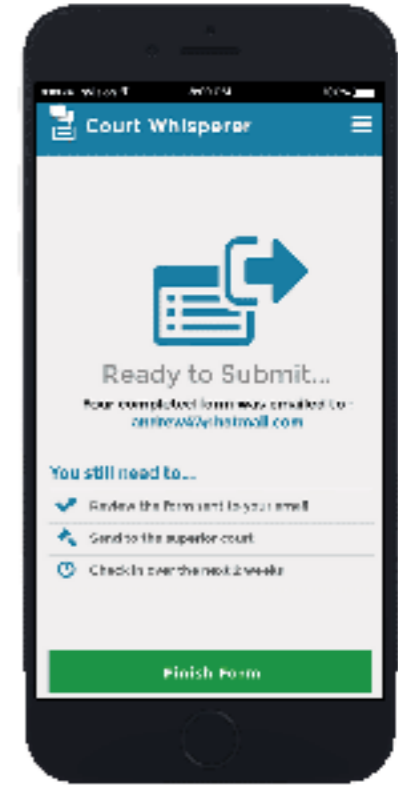 100%
Court Whisperer
Ready to Submit...
Your completed form was emailed to:
You still need to...
Review the form sent to your email
Send to the superior court
Check in over the next 2 weeks
Finish Form